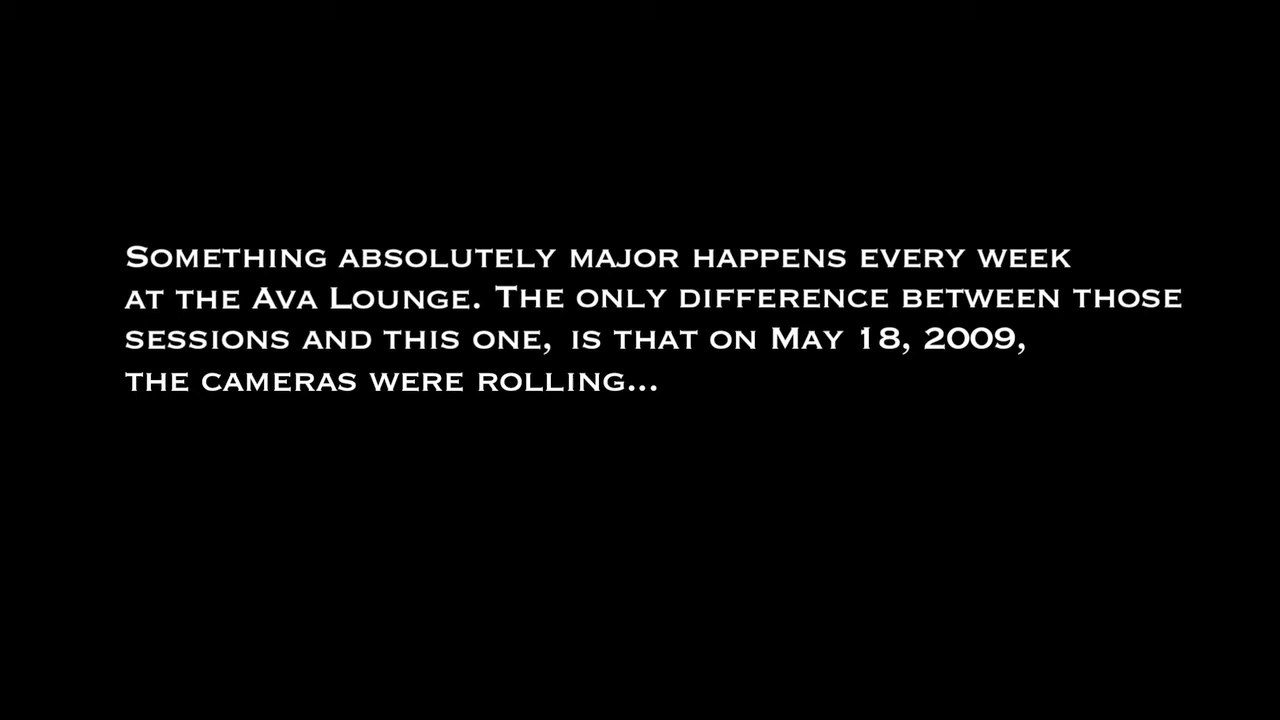 Something absolutely major happens every week
at the Ava Lounge. The only difference between those
sessions and this one, is that on May 18, 2009,
the cameras were rolling...